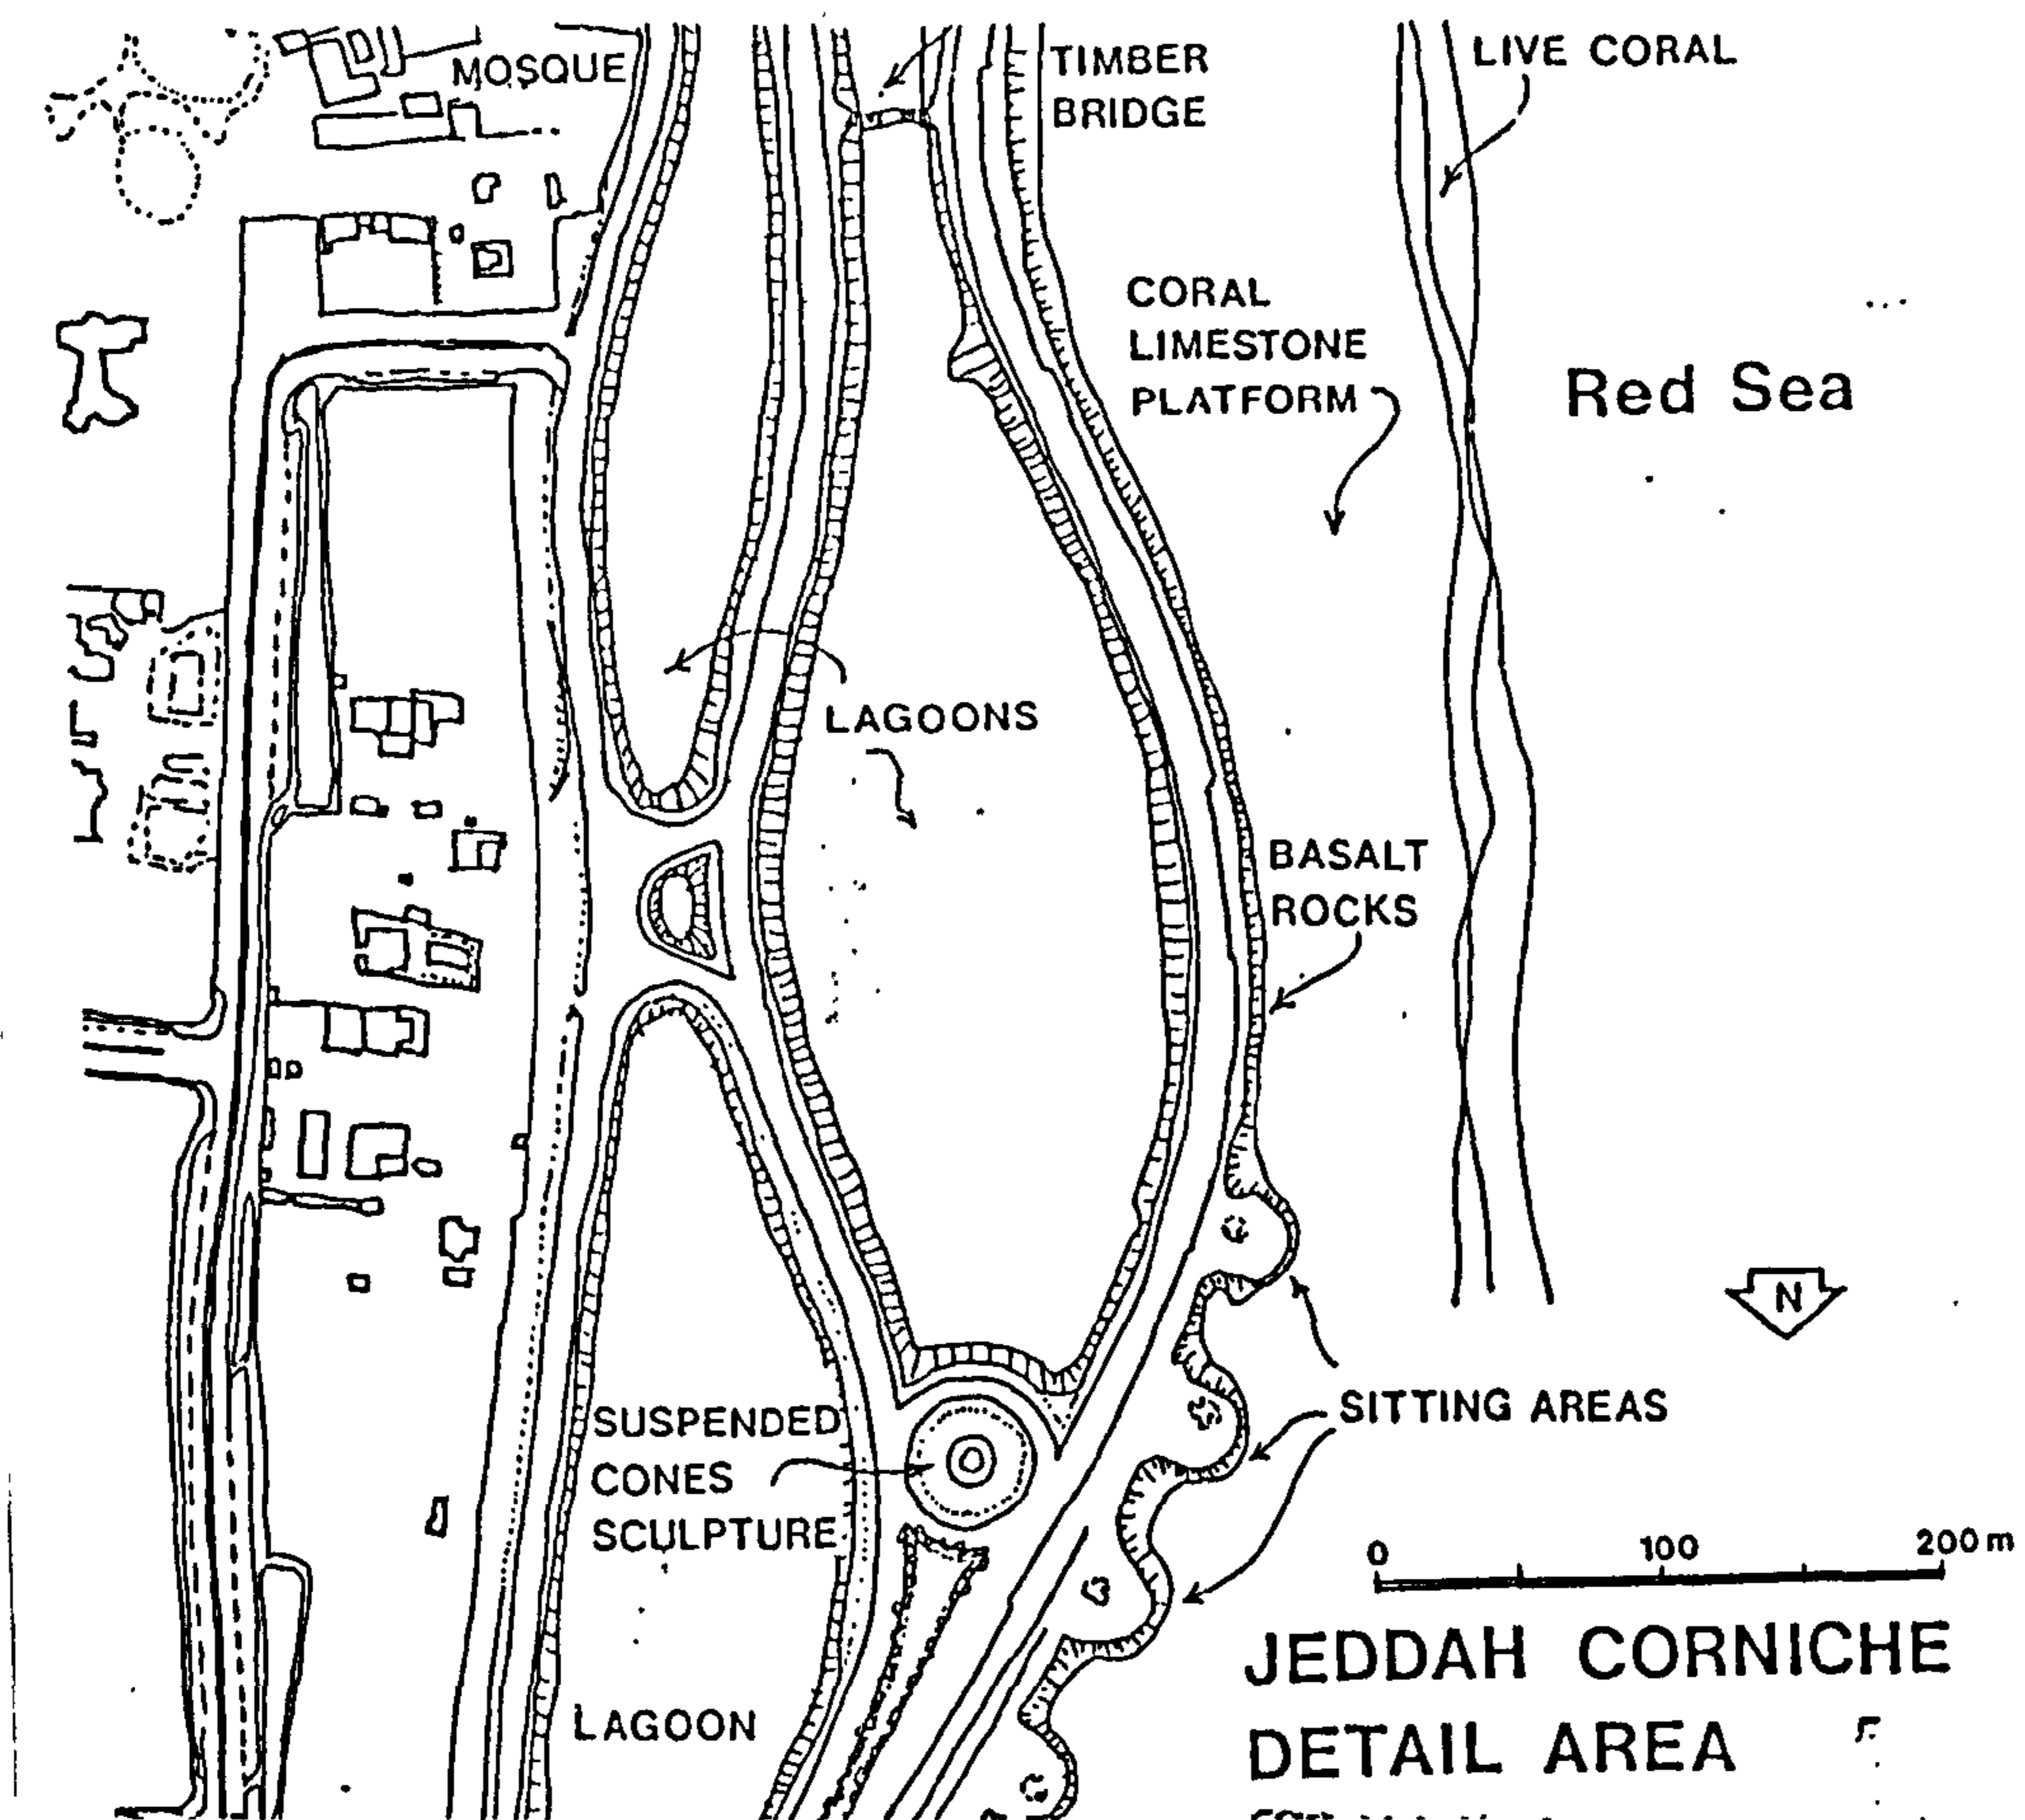 MOSQUE
TIMBER
BRIDGE
LIVE CORAL
CORAL
LIMESTONE
PLATFORM
Red Sea
LAGOONS
BASALT
ROCKS
N
SITTING AREAS
SUSPENDED
CONES
SCULPTURE
0 100 200m
LAGOON
JEDDAH CORNICHE
DETAIL AREA